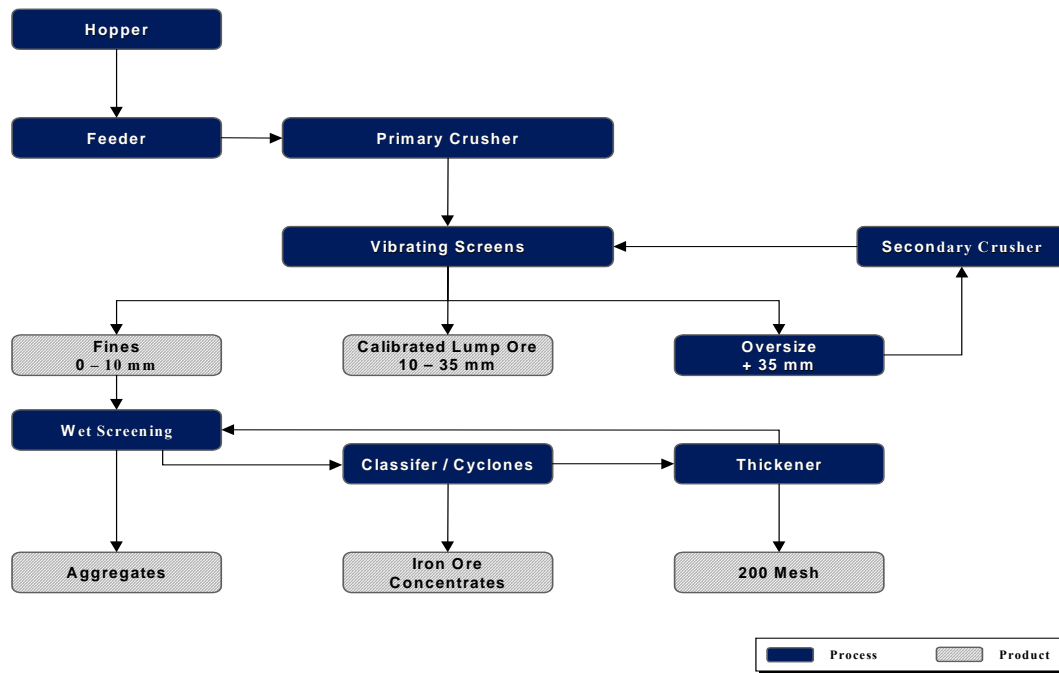 Hopper
Feeder
Primary Crusher
Vibrating Screens
Secondary Crusher
Fines
0 – 10 mm
Calibrated Lump Ore
10 – 35 mm
Oversize
+ 35 mm
Wet Screening
Classifer / Cyclones
Thickener
Aggregates
Iron Ore
Concentrates
200 Mesh
Process
Product